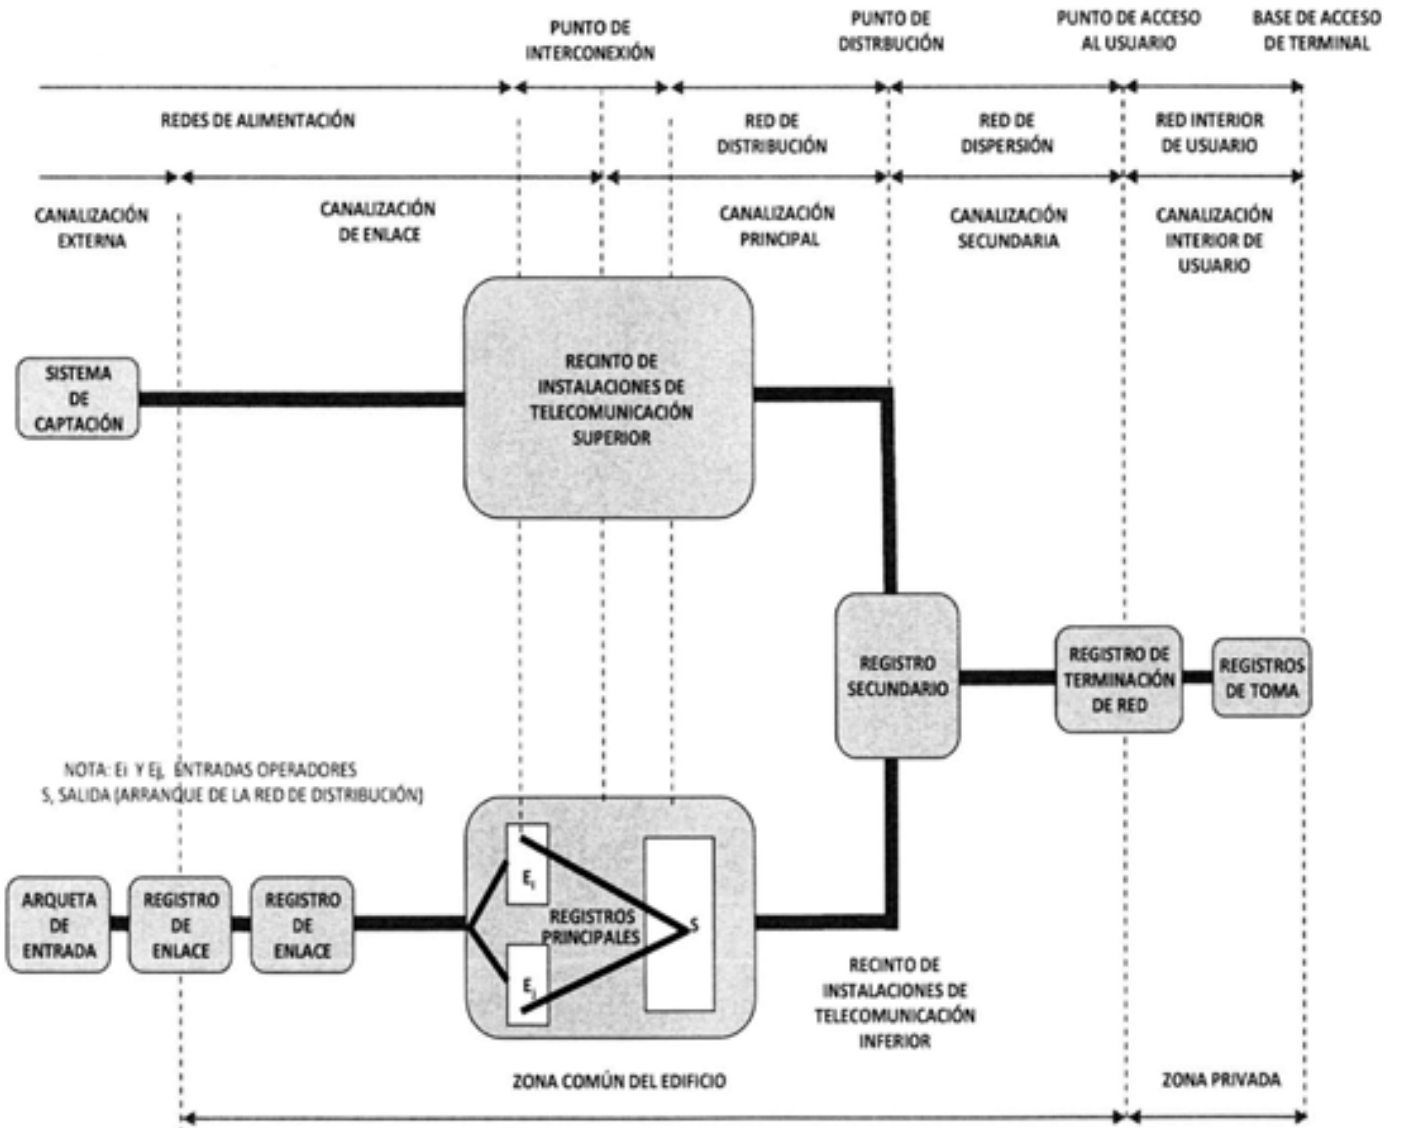 PUNTO DE
INTERCONEXIÓN
PUNTO DE
DISTRBUCIÓN
PUNTO DE ACCESO
AL USUARIO
BASE DE ACCESO
DE TERMINAL
REDES DE ALIMENTACIÓN
RED DE
DISTRIBUCIÓN
RED DE
DISPERSIÓN
RED INTERIOR
DE USUARIO
CANALIZACIÓN
EXTERNA
CANALIZACIÓN
DE ENLACE
CANALIZACIÓN
PRINCIPAL
CANALIZACIÓN
SECUNDARIA
CANALIZACIÓN
INTERIOR DE
USUARIO
SISTEMA
DE
CAPTACIÓN
RECINTO DE
INSTALACIONES DE
TELECOMUNICACIÓN
SUPERIOR
REGISTRO
SECUNDARIO
REGISTRO DE
TERMINACIÓN
DE RED
REGISTROS
DE TOMA
NOTA: Ei Y Ej, ENTRADAS OPERADORES
S, SALIDA (ARRANQUE DE LA RED DE DISTRIBUCIÓN)
ARQUETA
DE
ENTRADA
REGISTRO
DE
ENLACE
REGISTRO
DE
ENLACE
Ei
REGISTROS
PRINCIPALES
Ej
S
RECINTO DE
INSTALACIONES DE
TELECOMUNICACIÓN
INFERIOR
ZONA COMÚN DEL EDIFICIO
ZONA PRIVADA